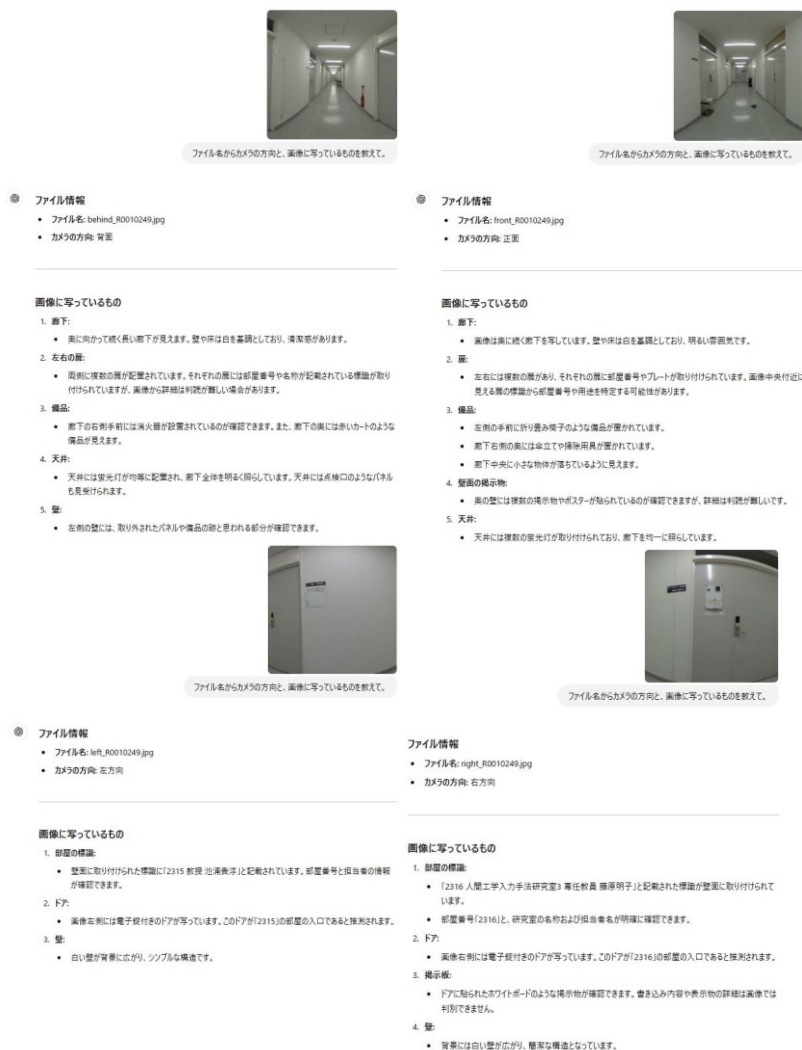 ファイル名からカメラの方向と、画像に写っているものを教えて。
ファイル情報
• ファイル名: behind_R0010249.jpg
• カメラの方向: 背面
画像に写っているもの
1. 廊下:
• 奥に向かって続く長い廊下が見えます。壁や床は白を基調としており、清潔感があります。
2. 左右の扉:
• 両側に複数の扉が配置されています。それぞれの扉には部屋番号や名称が記載されている標識が取り
付けられていますが、画像から詳細は判読が難しい場合があります。
3. 備品:
• 廊下の右側手前には消火器が設置されているのが確認できます。また、廊下の奥には赤いカートのような
備品が見えます。
4. 天井:
• 天井には蛍光灯が均等に配置され、廊下全体を明るく照らしています。天井には点検口のようなパネル
も見受けられます。
5. 壁:
• 左側の壁には、取り外されたパネルや備品の跡と思われる部分が確認できます。
ファイル名からカメラの方向と、画像に写っているものを教えて。
ファイル情報
• ファイル名: left_R0010249.jpg
• カメラの方向: 左方向
画像に写っているもの
1. 部屋の標識:
• 壁面に取り付けられた標識に「2315 教授 池浦貴淳」と記載されています。部屋番号と担当者の情報
が確認できます。
2. ドア:
• 画像左側には電子錠付きのドアが写っています。このドアが「2315」の部屋の入口であると推測されます。
3. 壁:
• 白い壁が背景に広がり、シンプルな構造です。
ファイル名からカメラの方向と、画像に写っているものを教えて。
ファイル情報
• ファイル名: front_R0010249.jpg
• カメラの方向: 正面
画像に写っているもの
1. 廊下:
• 画像は奥に続く廊下を写しています。壁や床は白を基調としており、明るい雰囲気です。
2. 扉:
• 左右には複数の扉があり、それぞれの扉に部屋番号やプレートが取り付けられています。画像中央付近に
見える扉の標識から部屋番号や用途を特定する可能性があります。
3. 備品:
• 左側の手前に折り畳み椅子のような備品が置かれています。
• 廊下右側の奥には傘立てや掃除用具が置かれています。
• 廊下中央に小さな物体が落ちているように見えます。
4. 壁面の掲示物:
• 奥の壁には複数の掲示物やポスターが貼られているのが確認できますが、詳細は判読が難しいです。
5. 天井:
• 天井には複数の蛍光灯が取り付けられており、廊下を均一に照らしています。
ファイル名からカメラの方向と、画像に写っているものを教えて。
ファイル情報
• ファイル名: right_R0010249.jpg
• カメラの方向: 右方向
画像に写っているもの
1. 部屋の標識:
• 「2316 人間工学入力手法研究室3 専任教員 藤原明子」と記載された標識が壁面に取り付けられて
います。
• 部屋番号「2316」と、研究室の名称および担当者名が明確に確認できます。
2. ドア:
• 画像右側には電子錠付きのドアが写っています。このドアが「2316」の部屋の入口であると推測されます。
3. 掲示板:
• ドアに貼られたホワイトボードのような掲示物が確認できます。書き込み内容や表示物の詳細は画像では
判別できません。
4. 壁:
• 背景には白い壁が広がり、簡潔な構造となっています。